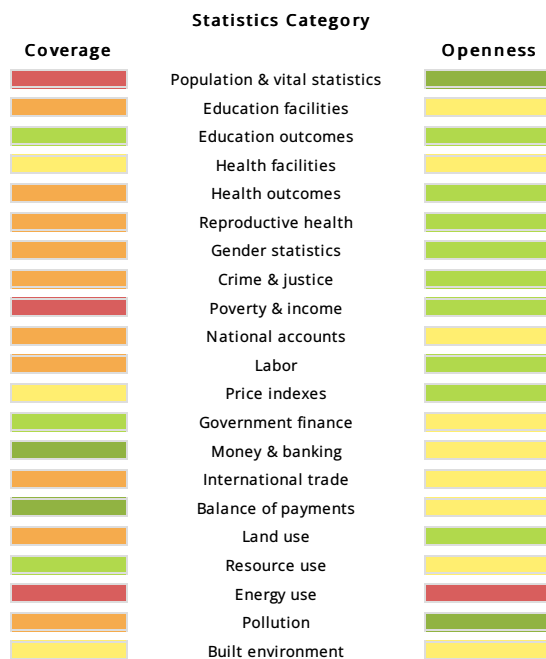 Statistics Category
Coverage
Openness
Population & vital statistics
Education facilities
Education outcomes
Health facilities
Health outcomes
Reproductive health
Gender statistics
Crime & justice
Poverty & income
National accounts
Labor
Price indexes
Government finance
Money & banking
International trade
Balance of payments
Land use
Resource use
Energy use
Pollution
Built environment